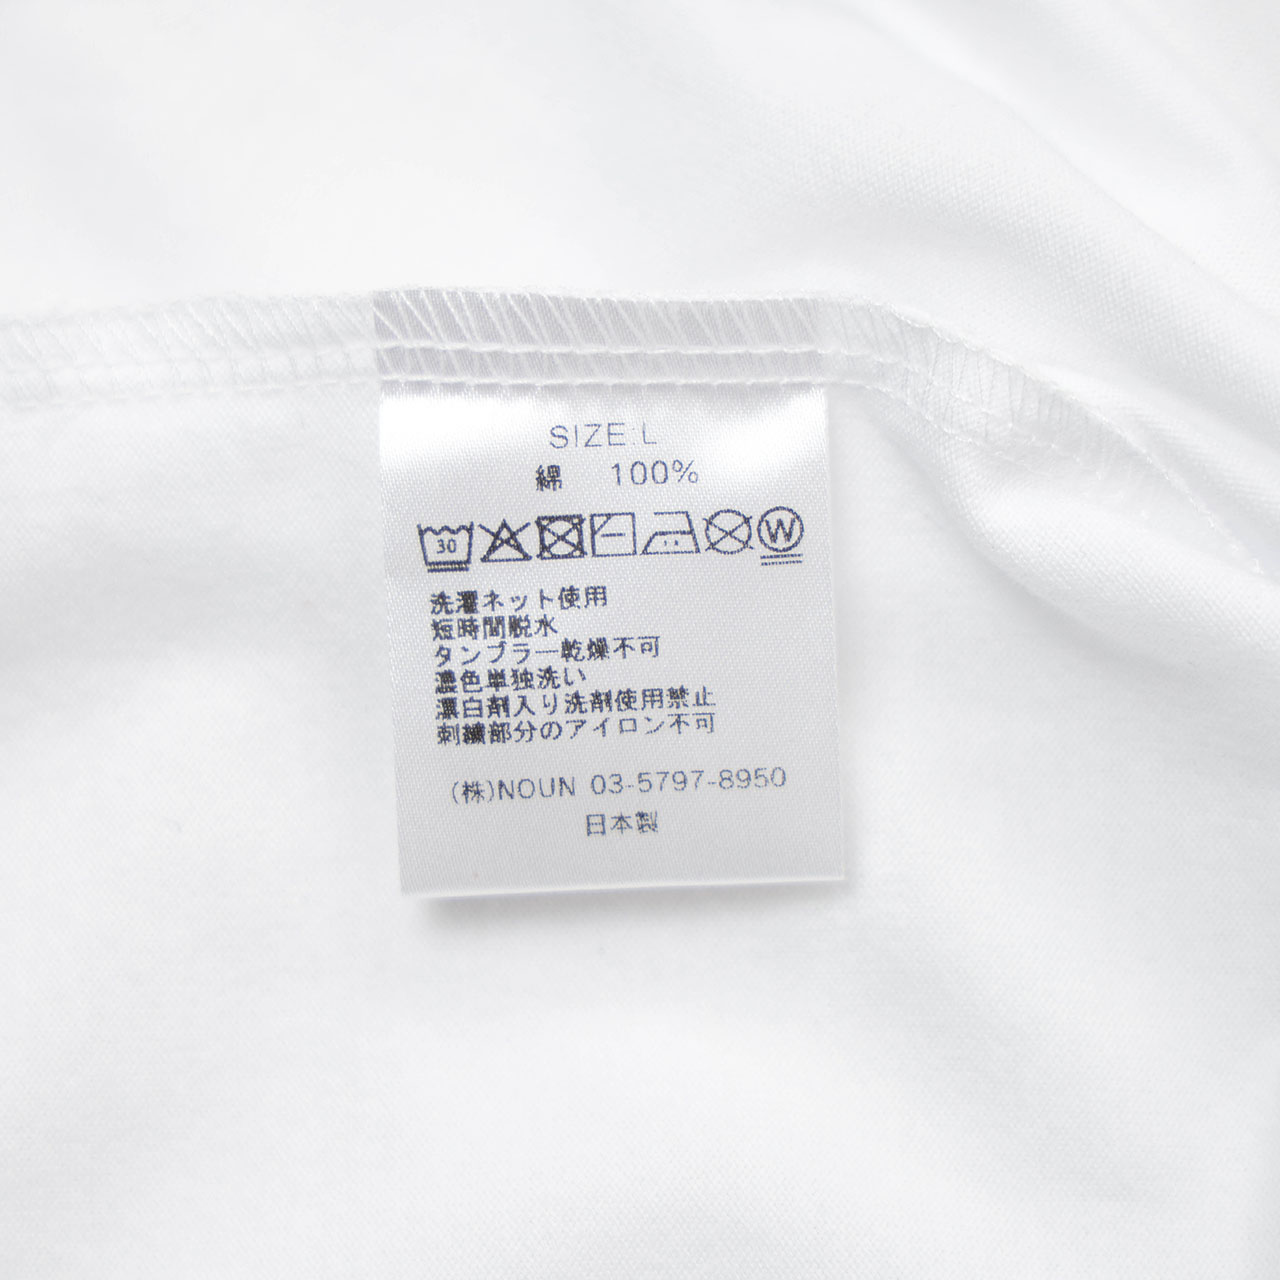 SIZE:L
綿 100%
30 W
洗濯ネット使用
短時間脱水
タンブラー乾燥不可
濃色単独洗い
漂白剤入り洗剤使用禁止
刺繍部分のアイロン不可
(株)NOUN 03-5797-8950
日本製